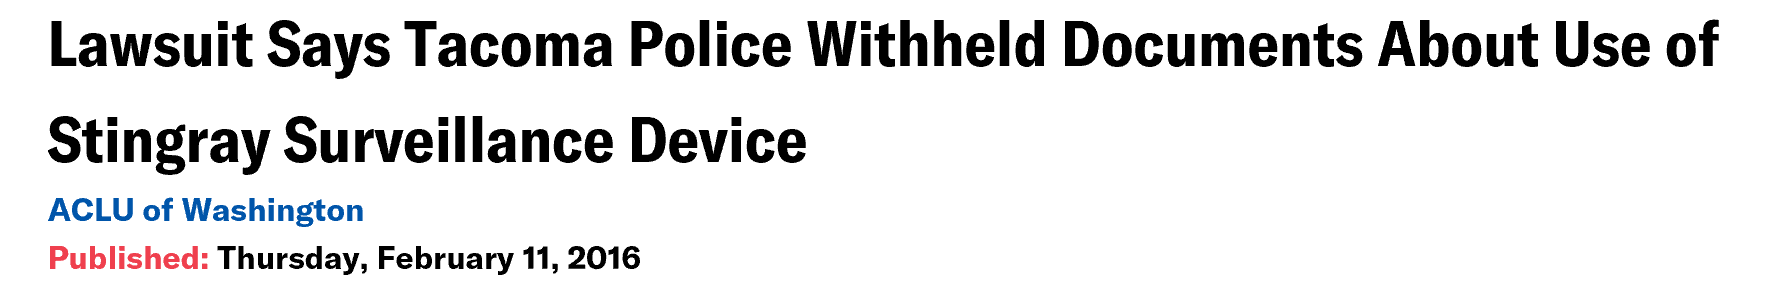 Lawsuit Says Tacoma Police Withheld Documents About Use of
Stingray Surveillance Device
ACLU of Washington
Published: Thursday, February 11, 2016